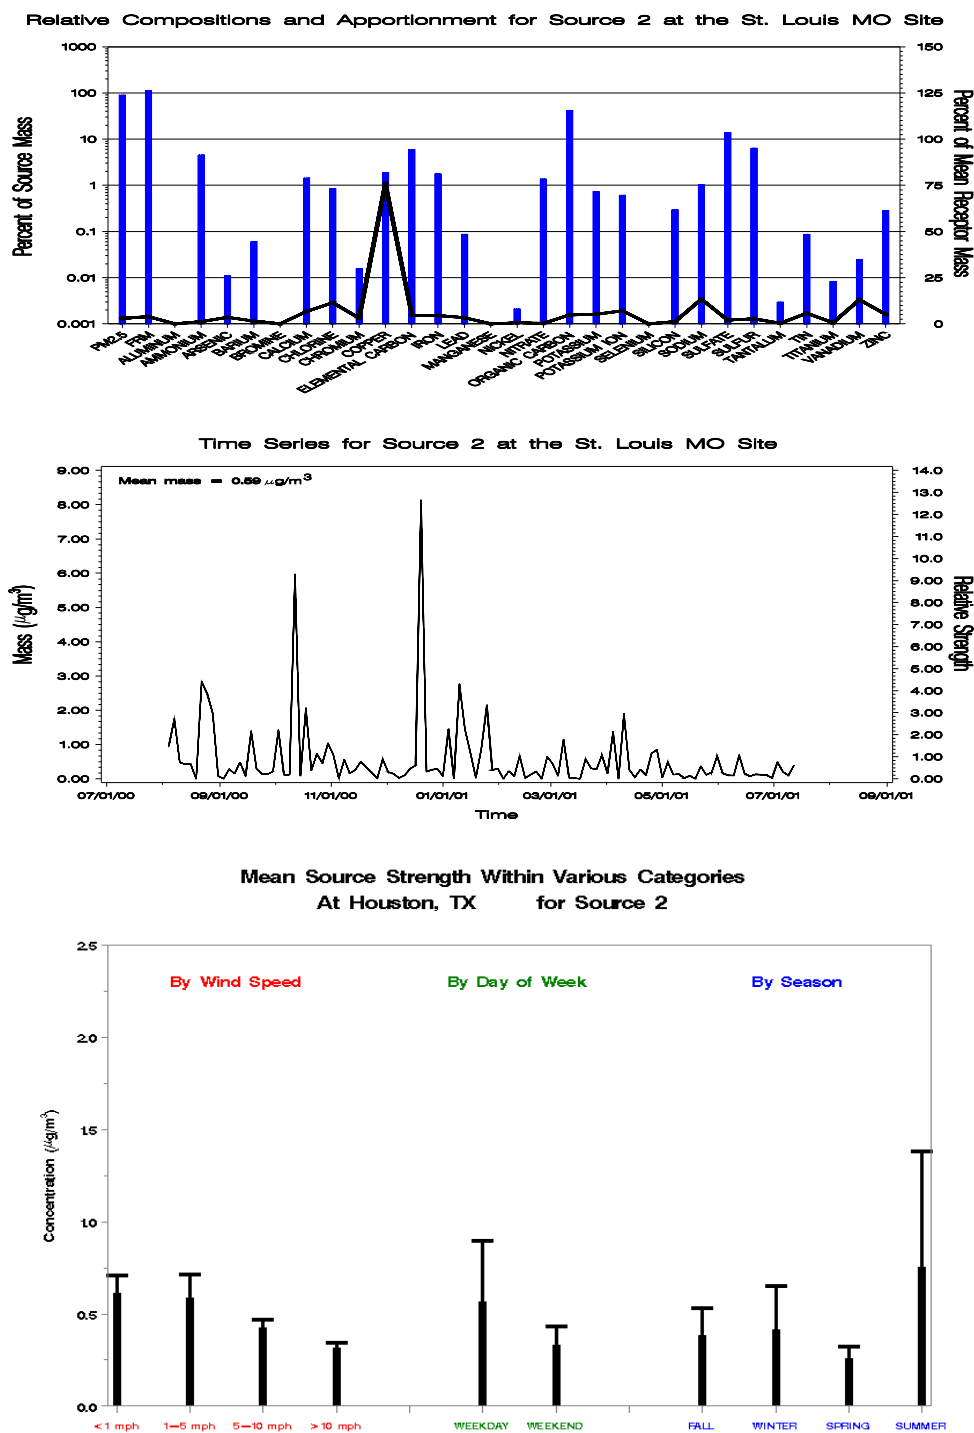 Relative Compositions and Apportionment for Source 2 at the St. Louis MO Site
1000
100
10
1
0.1
0.01
0.001
150
125
100
75
50
25
0
Percent of Source Mass
Percent of Mean Receptor Mass
PM2.5
FRM
ALUMINUM
AMMONIUM
ARSENIC
BARIUM
BROMINE
CALCIUM
CHLORINE
CHROMIUM
COPPER
ELEMENTAL CARBON
IRON
LEAD
MANGANESE
NICKEL
NITRATE
ORGANIC CARBON
POTASSIUM
POTASSIUM ION
SELENIUM
SILICON
SODIUM
SULFATE
SULFUR
TANTALUM
TIN
TITANIUM
VANADIUM
ZINC
Time Series for Source 2 at the St. Louis MO Site
Mean mass = 0.59 μg/m³
9.00
8.00
7.00
6.00
5.00
4.00
3.00
2.00
1.00
0.00
14.0
13.0
12.0
11.0
10.0
9.00
8.00
7.00
6.00
5.00
4.00
3.00
2.00
1.00
0.00
Mass (μg/m³)
Relative Strength
07/01/00 09/01/00 11/01/00 01/01/01 03/01/01 05/01/01 07/01/01 09/01/01
Time
Mean Source Strength Within Various Categories
At Houston, TX for Source 2
2.5
2.0
1.5
1.0
0.5
0.0
Concentration (μg/m³)
By Wind Speed By Day of Week By Season
<1 mph 1-5 mph 5-10 mph >10 mph WEEKDAY WEEKEND FALL WINTER SPRING SUMMER